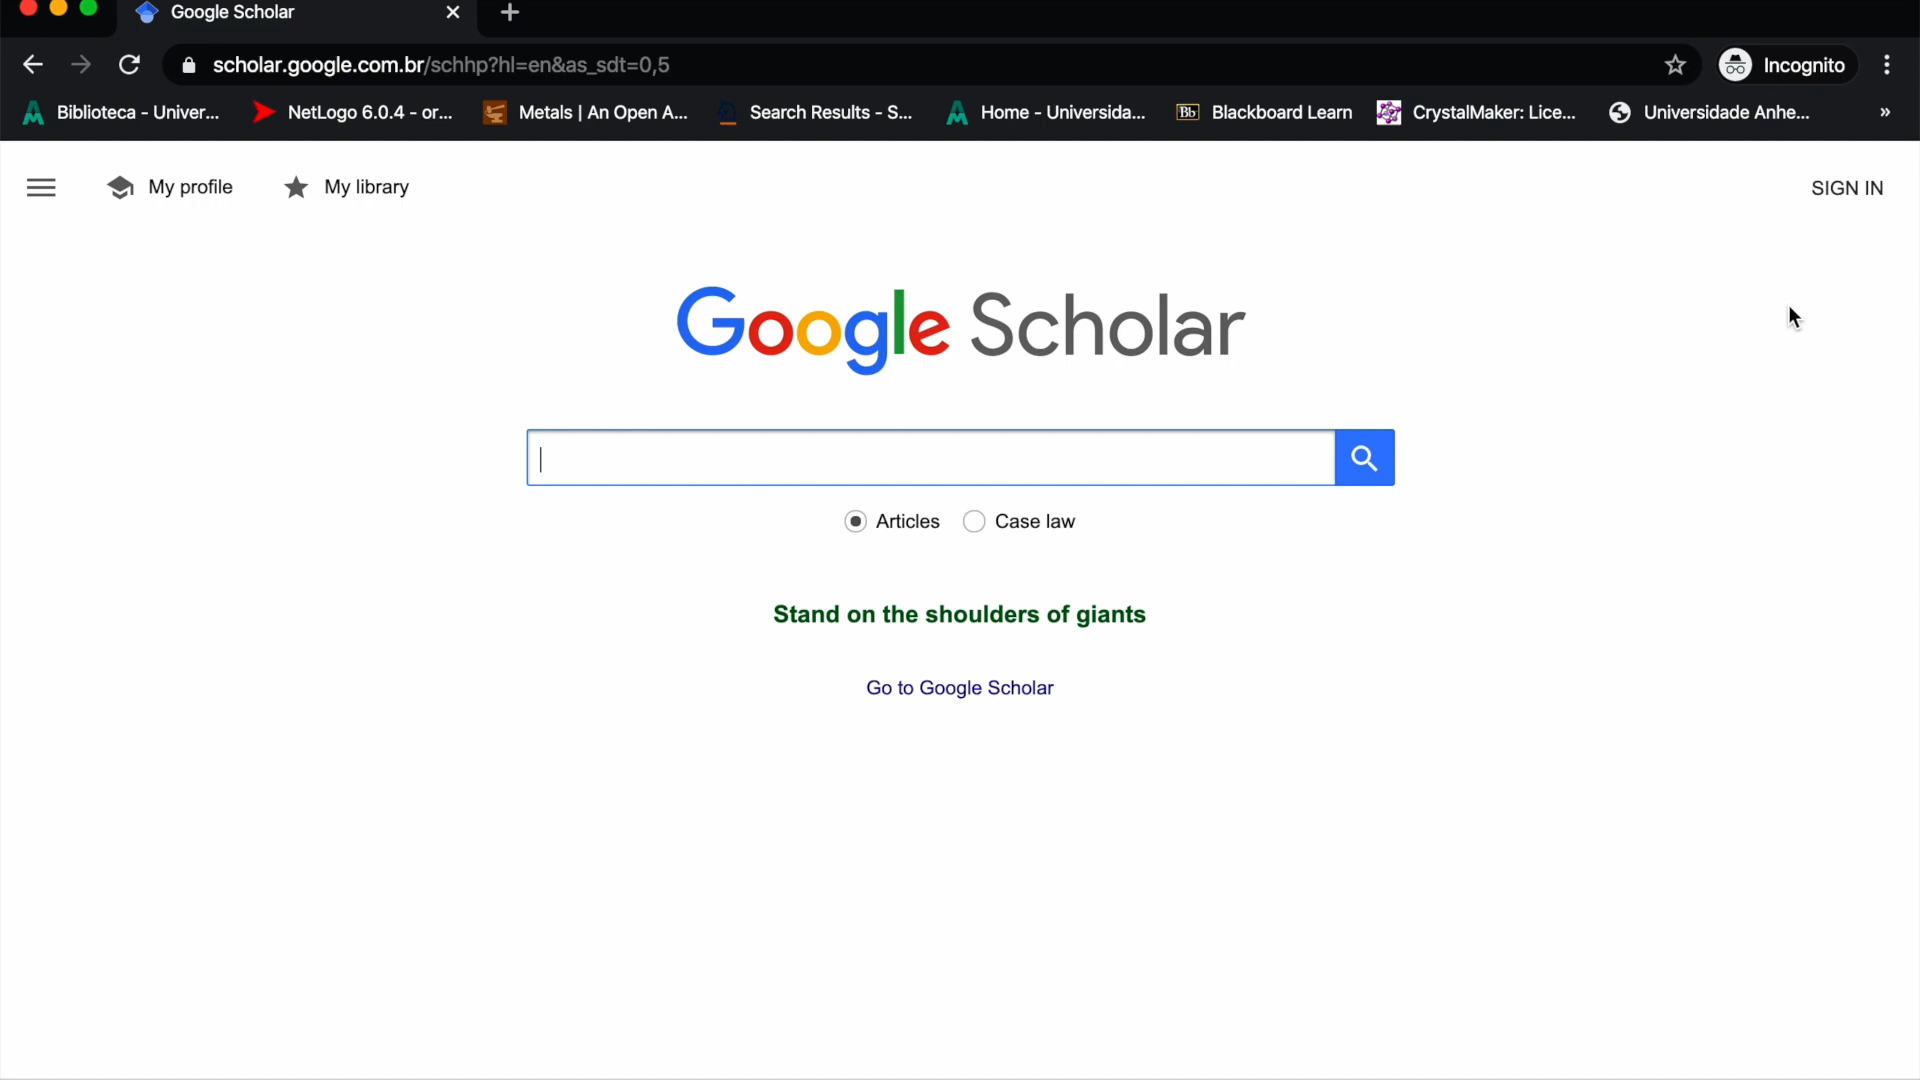 Google Scholar
scholar.google.com.br/schhp?hl=en&as_sdt=0,5
Incognito
Biblioteca - Univer...
NetLogo 6.0.4 - or...
Metals | An Open A...
Search Results - S...
Home - Universida...
Bb Blackboard Learn
CrystalMaker: Lice...
Universidade Anhe...
»
My profile
My library
SIGN IN
Google Scholar
Articles
Case law
Stand on the shoulders of giants
Go to Google Scholar